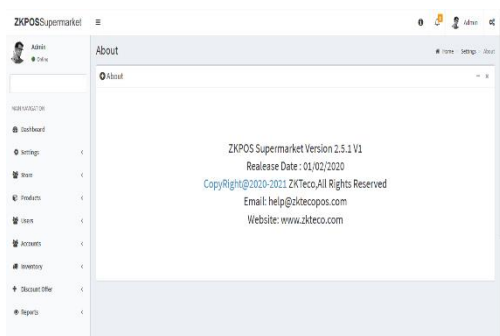 ZKPOSSupermarket
Admin
Admin
Online
About
Home
Settings
About
About
MAIN NAVIGATION
Dashboard
Settings
Store
Products
Users
Accounts
Inventory
Discount Offer
Reports
ZKPOS Supermarket Version 2.5.1 V1
Realease Date : 01/02/2020
CopyRight@2020-2021 ZKTeco,All Rights Reserved
Email: help@zktecopos.com
Website: www.zkteco.com